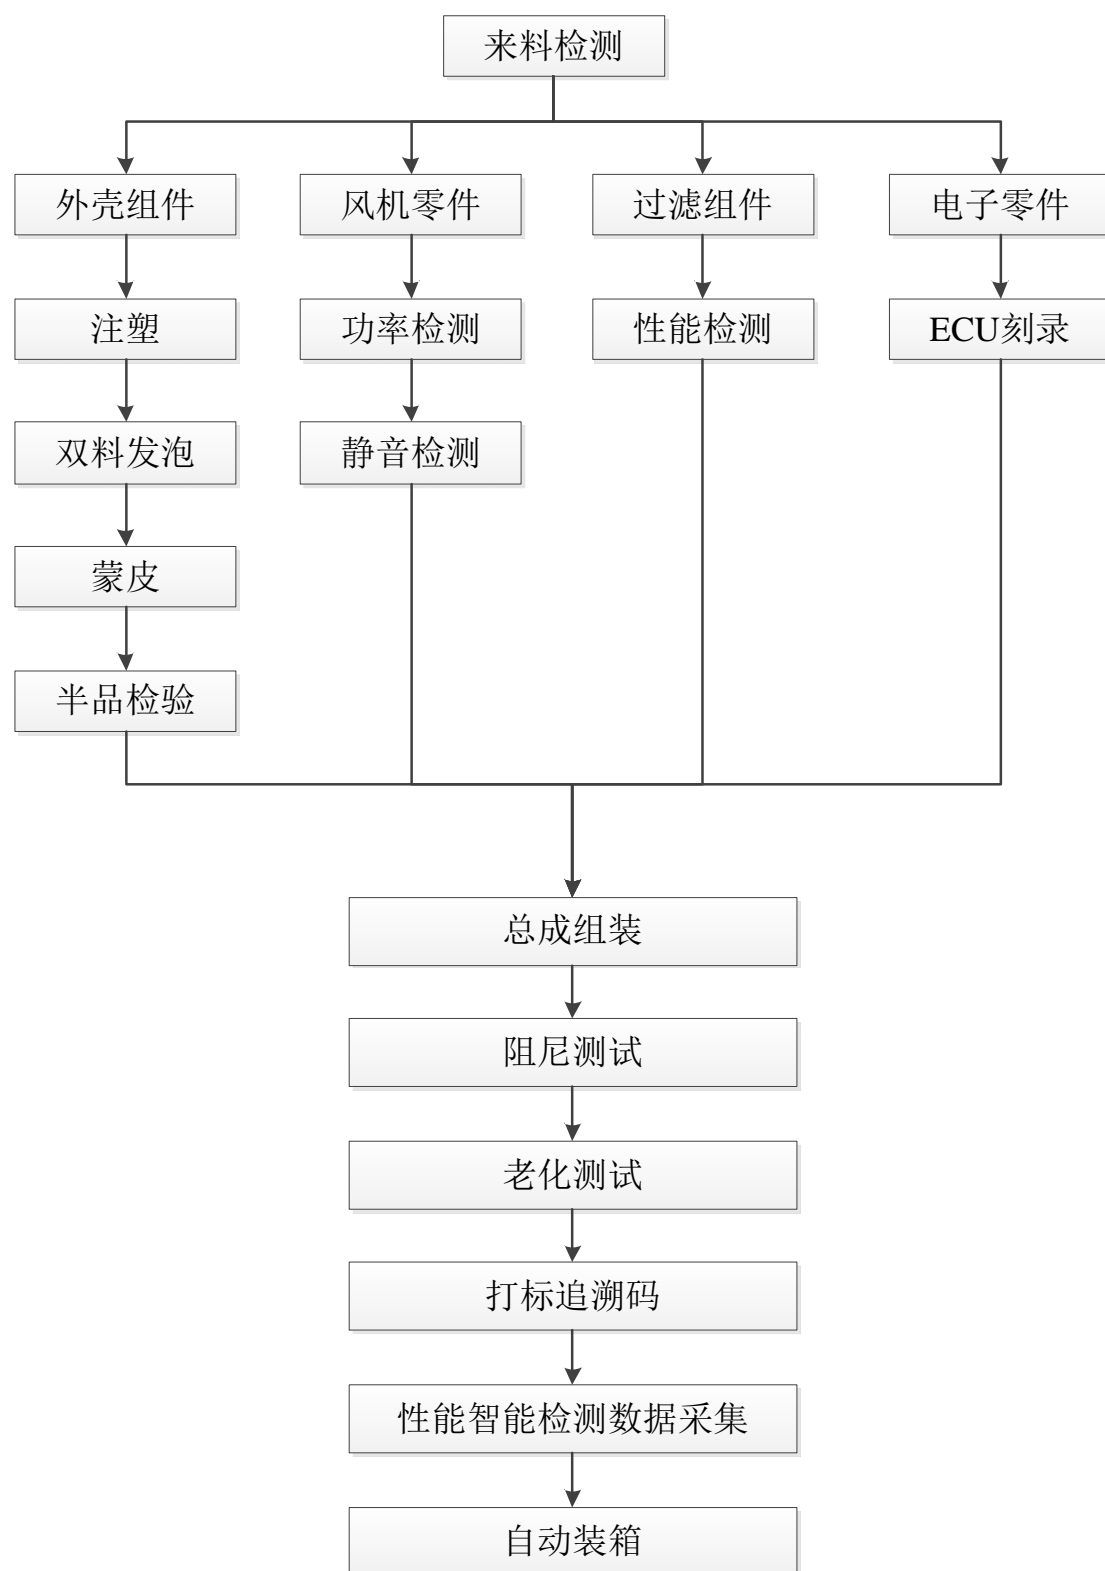 来料检测
外壳组件
风机零件
过滤组件
电子零件
注塑
功率检测
性能检测
ECU刻录
双料发泡
静音检测
蒙皮
半品检验
总成组装
阻尼测试
老化测试
打标追溯码
性能智能检测数据采集
自动装箱